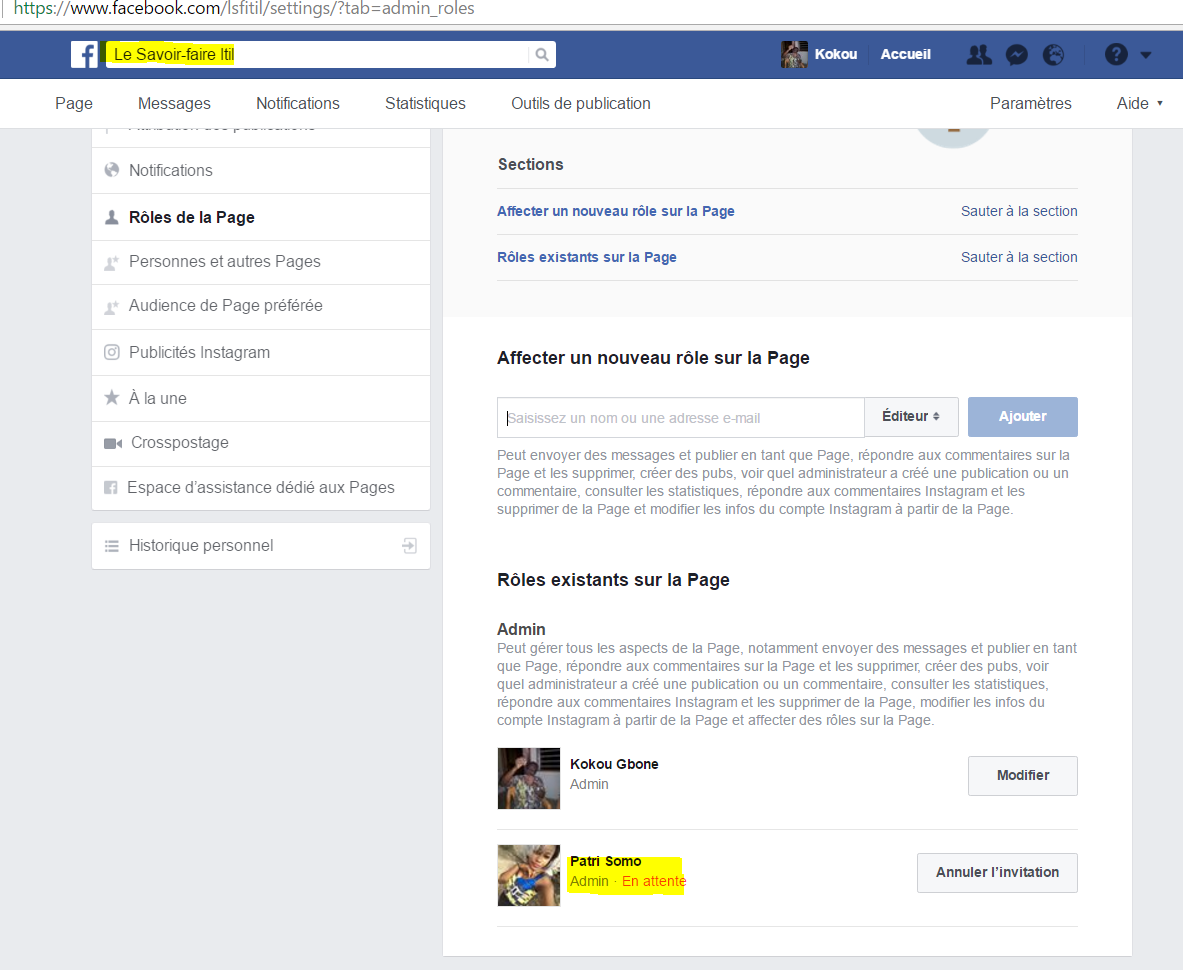 https://www.facebook.com/lsfitil/settings/?tab=admin_roles
Le Savoir-faire Itil
Kokou
Accueil
Page
Messages
Notifications
Statistiques
Outils de publication
Paramètres
Aide
Attribution des publications
Notifications
Rôles de la Page
Personnes et autres Pages
Audience de Page préférée
Publicités Instagram
À la une
Crosspostage
Espace d’assistance dédié aux Pages
Historique personnel
Sections
Affecter un nouveau rôle sur la Page
Sauter à la section
Rôles existants sur la Page
Sauter à la section
Affecter un nouveau rôle sur la Page
Saisissez un nom ou une adresse e-mail
Éditeur
Ajouter
Peut envoyer des messages et publier en tant que Page, répondre aux commentaires sur la
Page et les supprimer, créer des pubs, voir quel administrateur a créé une publication ou un
commentaire, consulter les statistiques, répondre aux commentaires Instagram et les
supprimer de la Page et modifier les infos du compte Instagram à partir de la Page.
Rôles existants sur la Page
Admin
Peut gérer tous les aspects de la Page, notamment envoyer des messages et publier en tant
que Page, répondre aux commentaires sur la Page et les supprimer, créer des pubs, voir
quel administrateur a créé une publication ou un commentaire, consulter les statistiques,
répondre aux commentaires Instagram et les supprimer de la Page, modifier les infos du
compte Instagram à partir de la Page et affecter des rôles sur la Page.
Kokou Gbone
Admin
Modifier
Patri Somo
Admin · En attente
Annuler l’invitation